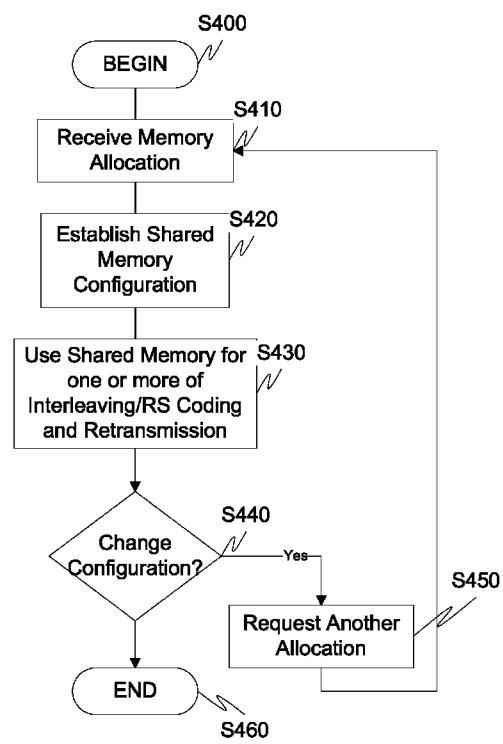 S400
BEGIN
S410
Receive Memory
Allocation
S420
Establish Shared
Memory
Configuration
S430
Use Shared Memory for
one or more of
Interleaving/RS Coding
and Retransmission
S440
Change
Configuration?
Yes
S450
Request Another
Allocation
END
S460